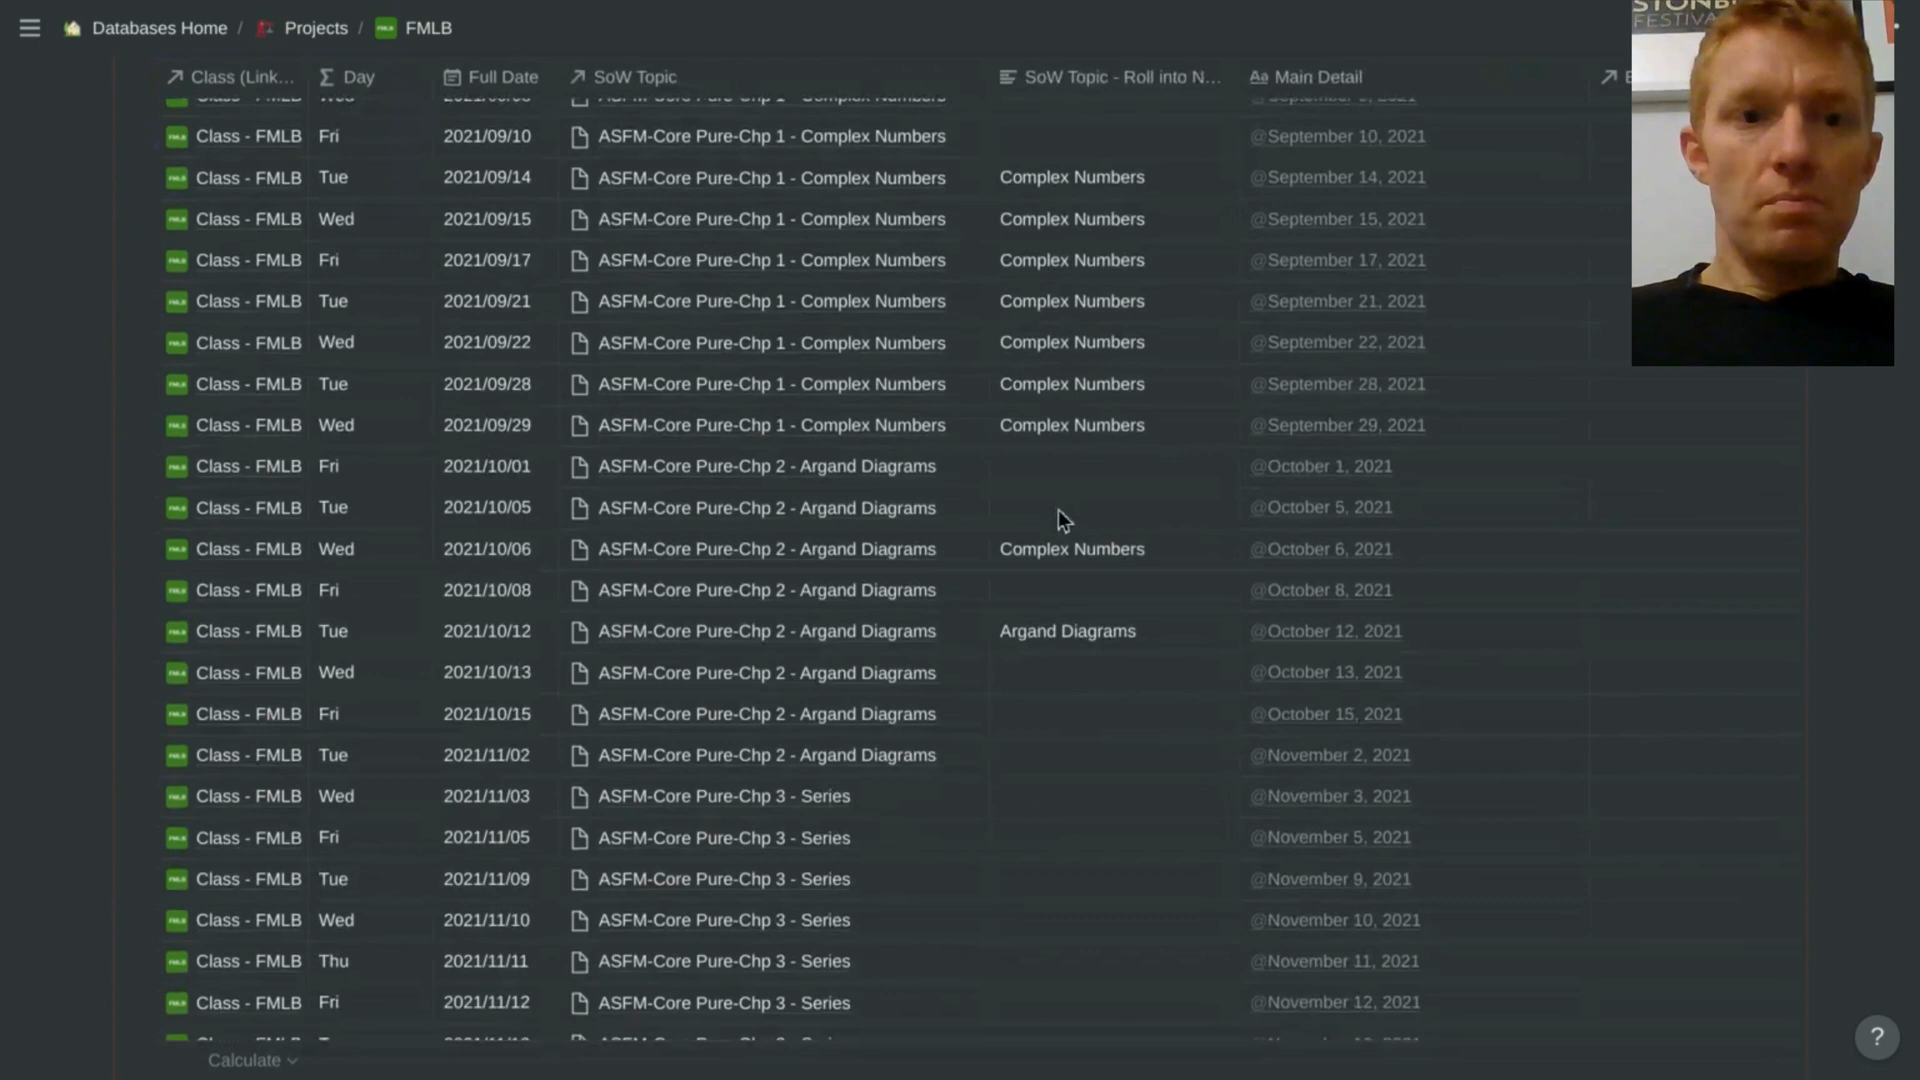 Databases Home / Projects / FMLB
Class (Link... Day Full Date SoW Topic SoW Topic - Roll into N... Aa Main Detail
Class - FMLB Fri 2021/09/10 ASFM-Core Pure-Chp 1 - Complex Numbers @September 10, 2021
Class - FMLB Tue 2021/09/14 ASFM-Core Pure-Chp 1 - Complex Numbers Complex Numbers @September 14, 2021
Class - FMLB Wed 2021/09/15 ASFM-Core Pure-Chp 1 - Complex Numbers Complex Numbers @September 15, 2021
Class - FMLB Fri 2021/09/17 ASFM-Core Pure-Chp 1 - Complex Numbers Complex Numbers @September 17, 2021
Class - FMLB Tue 2021/09/21 ASFM-Core Pure-Chp 1 - Complex Numbers Complex Numbers @September 21, 2021
Class - FMLB Wed 2021/09/22 ASFM-Core Pure-Chp 1 - Complex Numbers Complex Numbers @September 22, 2021
Class - FMLB Tue 2021/09/28 ASFM-Core Pure-Chp 1 - Complex Numbers Complex Numbers @September 28, 2021
Class - FMLB Wed 2021/09/29 ASFM-Core Pure-Chp 1 - Complex Numbers Complex Numbers @September 29, 2021
Class - FMLB Fri 2021/10/01 ASFM-Core Pure-Chp 2 - Argand Diagrams @October 1, 2021
Class - FMLB Tue 2021/10/05 ASFM-Core Pure-Chp 2 - Argand Diagrams @October 5, 2021
Class - FMLB Wed 2021/10/06 ASFM-Core Pure-Chp 2 - Argand Diagrams Complex Numbers @October 6, 2021
Class - FMLB Fri 2021/10/08 ASFM-Core Pure-Chp 2 - Argand Diagrams @October 8, 2021
Class - FMLB Tue 2021/10/12 ASFM-Core Pure-Chp 2 - Argand Diagrams Argand Diagrams @October 12, 2021
Class - FMLB Wed 2021/10/13 ASFM-Core Pure-Chp 2 - Argand Diagrams @October 13, 2021
Class - FMLB Fri 2021/10/15 ASFM-Core Pure-Chp 2 - Argand Diagrams @October 15, 2021
Class - FMLB Tue 2021/11/02 ASFM-Core Pure-Chp 2 - Argand Diagrams @November 2, 2021
Class - FMLB Wed 2021/11/03 ASFM-Core Pure-Chp 3 - Series @November 3, 2021
Class - FMLB Fri 2021/11/05 ASFM-Core Pure-Chp 3 - Series @November 5, 2021
Class - FMLB Tue 2021/11/09 ASFM-Core Pure-Chp 3 - Series @November 9, 2021
Class - FMLB Wed 2021/11/10 ASFM-Core Pure-Chp 3 - Series @November 10, 2021
Class - FMLB Thu 2021/11/11 ASFM-Core Pure-Chp 3 - Series @November 11, 2021
Class - FMLB Fri 2021/11/12 ASFM-Core Pure-Chp 3 - Series @November 12, 2021
Calculate
?